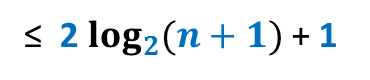 ≤ 2 log₂(n + 1) + 1